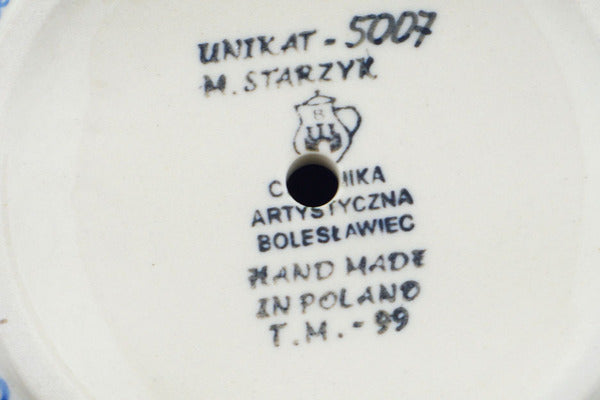 UNIKAT - 5007
M. STARZYK
B
ARTYSTYCZNA
BOLESŁAWIEC
HAND MADE
IN POLAND
T.M. - 99